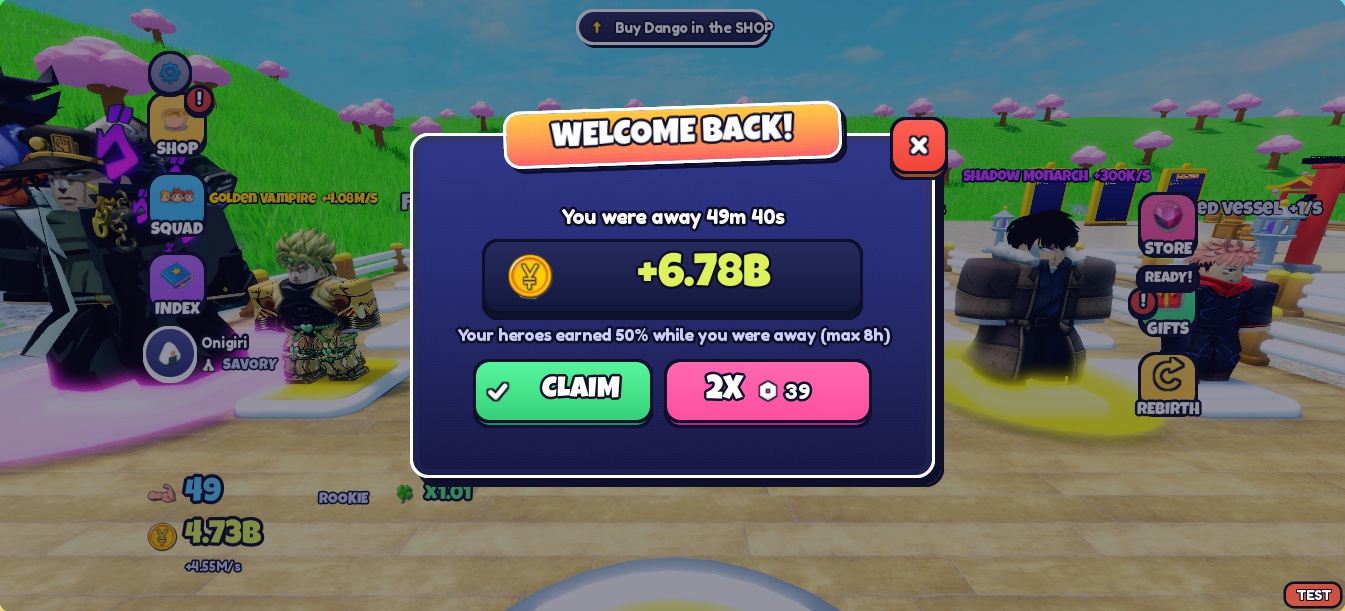 Buy Dango in the SHOP
WELCOME BACK!
You were away 49m 40s
+6.78B
Your heroes earned 50% while you were away (max 8h)
CLAIM
2X 39
!
SHOP
SQUAD
INDEX
Onigiri
SAVORY
GOLDEN VAMPIRE +4.08M/S
SHADOW MONARCH +300K/S
ED VESSEL +1/S
STORE
READY!
!
GIFTS
REBIRTH
49
ROOKIE
X1.01
4.73B
+4.55M/s
TEST